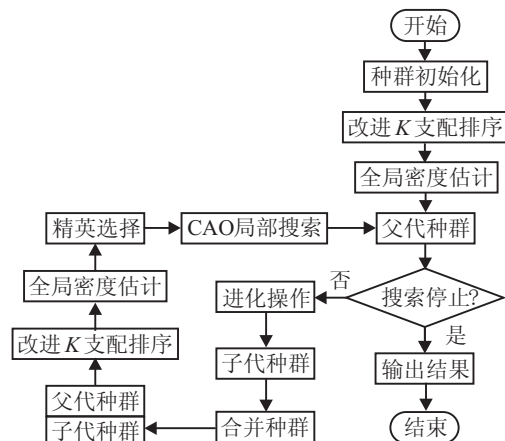 开始
种群初始化
改进K支配排序
全局密度估计
精英选择
CAO局部搜索
父代种群
全局密度估计
进化操作
否
搜索停止?
是
改进K支配排序
子代种群
输出结果
父代种群
子代种群
合并种群
结束